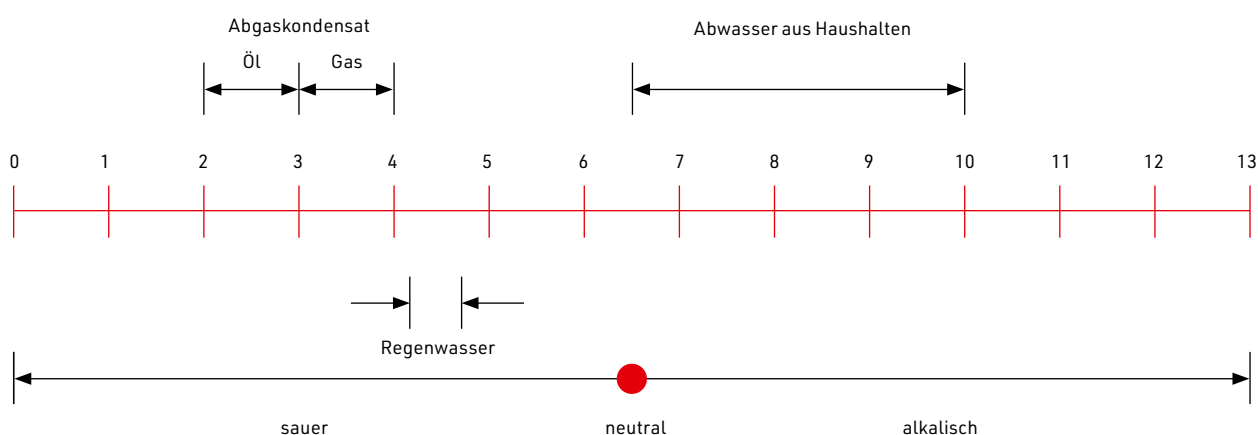 Abgaskondensat
Abwasser aus Haushalten
Öl Gas
0 1 2 3 4 5 6 7 8 9 10 11 12 13
Regenwasser
sauer neutral alkalisch